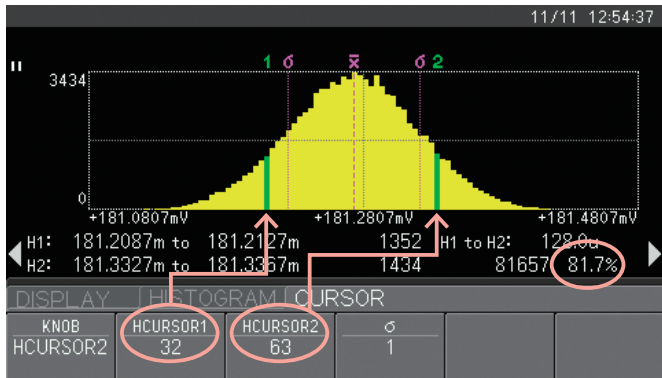 11/11 12:54:37
1 σ x̄ σ 2
3434
0
+181.0807mV +181.2807mV +181.4807mV
H1: 181.2087m to 181.2127m 1352 H1 to H2: 128.0u
H2: 181.3327m to 181.3367m 1434 81657 81.7%
DISPLAY HISTOGRAM CURSOR
KNOB HCURSOR1 HCURSOR2 σ
HCURSOR2 32 63 1